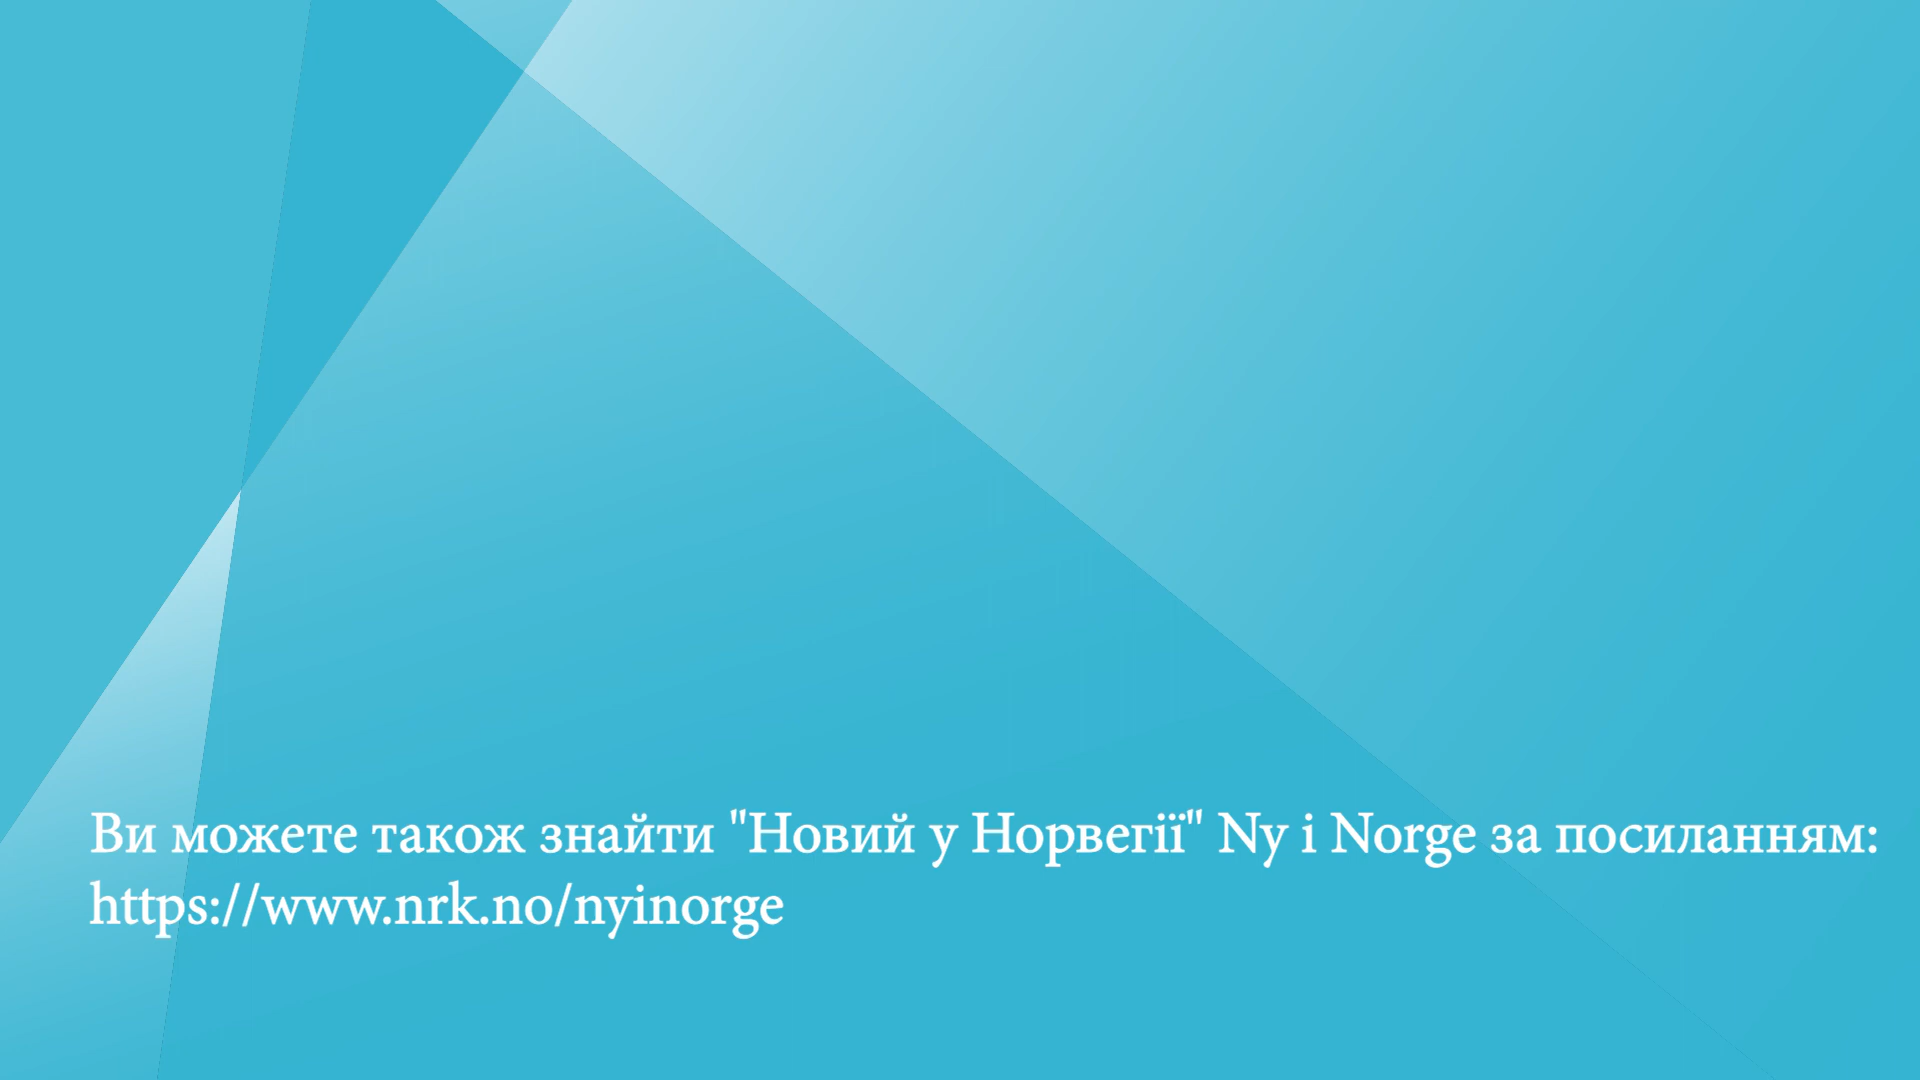 Ви можете також знайти "Новий у Норвегії" Ny i Norge за посиланням:
https://www.nrk.no/nyinorge